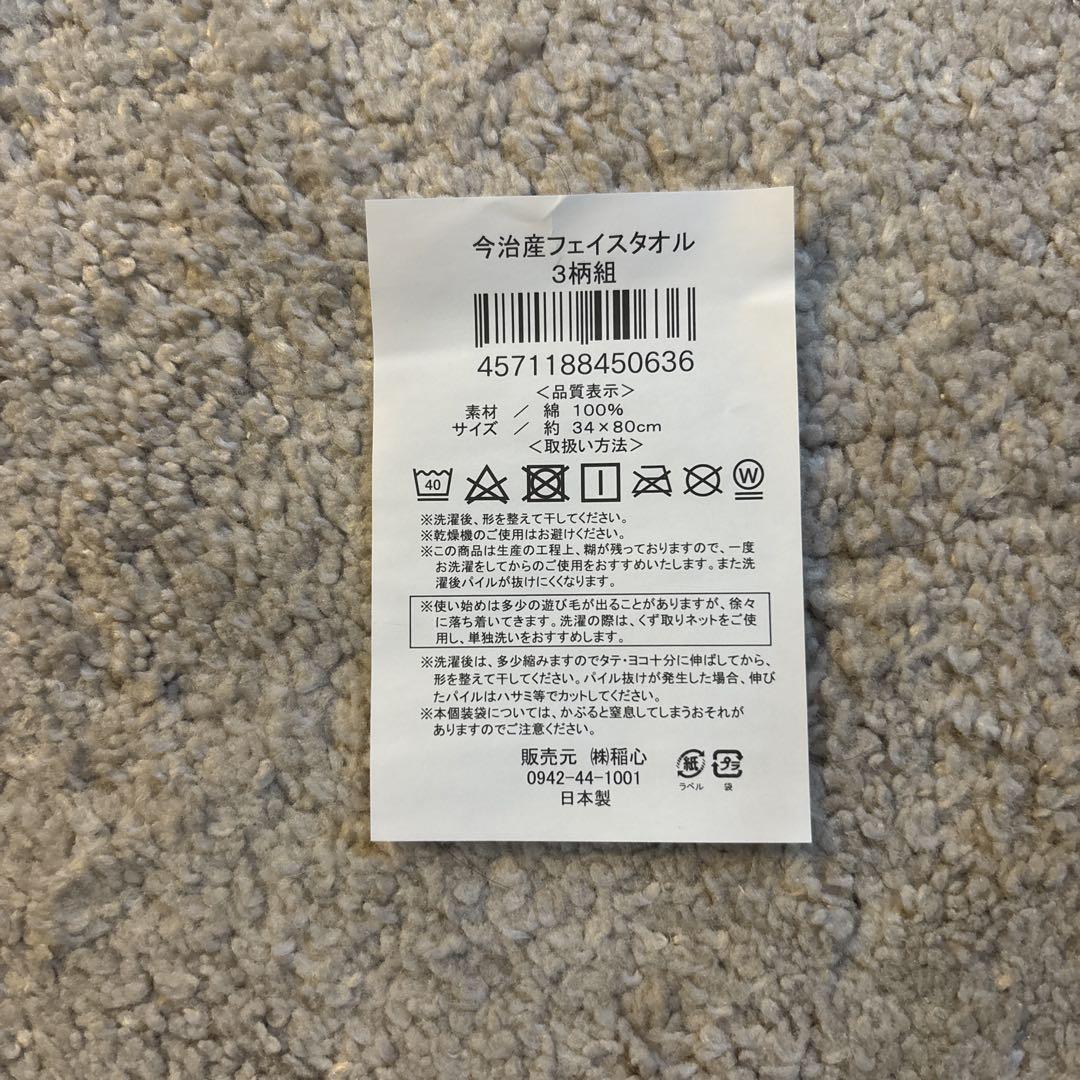 今治産フェイスタオル
3柄組
4571188450636
＜品質表示＞
素材 ／ 綿 100%
サイズ ／ 約 34×80cm
＜取扱い方法＞
40
W
※洗濯後、形を整えて干してください。
※乾燥機のご使用はお避けください。
※この商品は生産の工程上、糊が残っておりますので、一度
お洗濯をしてからのご使用をおすすめいたします。また洗
濯後パイルが抜けにくくなります。
※使い始めは多少の遊び毛が出ることがありますが、徐々
に落ち着いてきます。洗濯の際は、くず取りネットをご使
用し、単独洗いをおすすめします。
※洗濯後は、多少縮みますのでタテ・ヨコ十分に伸ばしてから、
形を整えて干してください。パイル抜けが発生した場合、伸び
たパイルはハサミ等でカットしてください。
※本個装袋については、かぶると窒息してしまうおそれが
ありますのでご注意ください。
販売元 ㈱稲心
0942-44-1001
日本製
紙
ラベル
プラ
袋